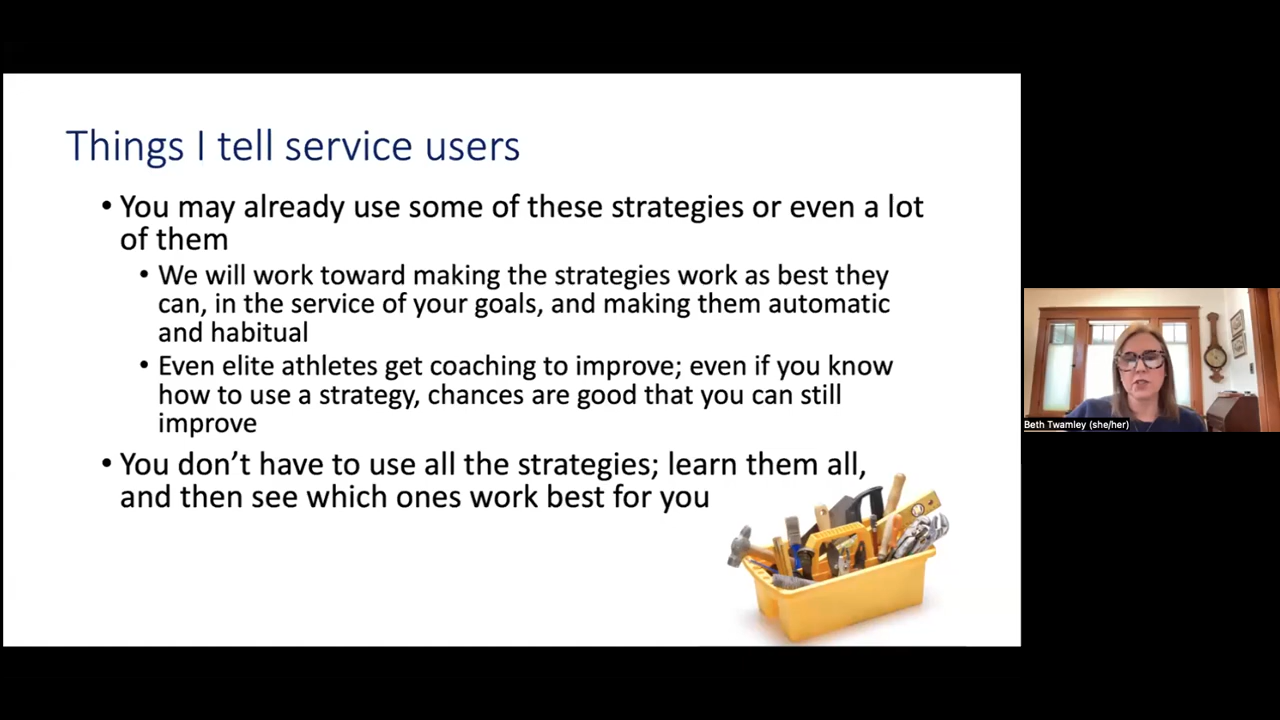 Things I tell service users
• You may already use some of these strategies or even a lot
of them
• We will work toward making the strategies work as best they
can, in the service of your goals, and making them automatic
and habitual
• Even elite athletes get coaching to improve; even if you know
how to use a strategy, chances are good that you can still
improve
• You don’t have to use all the strategies; learn them all,
and then see which ones work best for you
Beth Twamley (she/her)